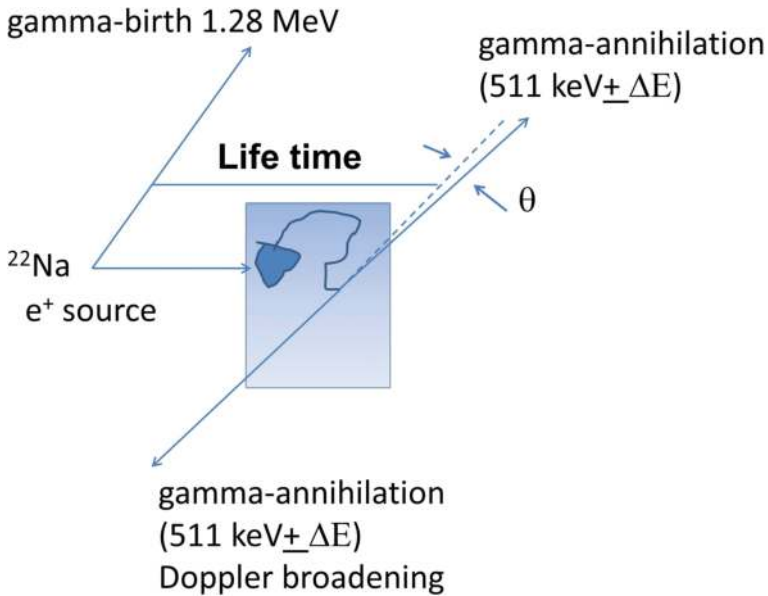 gamma-birth 1.28 MeV
gamma-annihilation
(511 keV± ΔE)
Life time
θ
²²Na
e⁺ source
gamma-annihilation
(511 keV± ΔE)
Doppler broadening